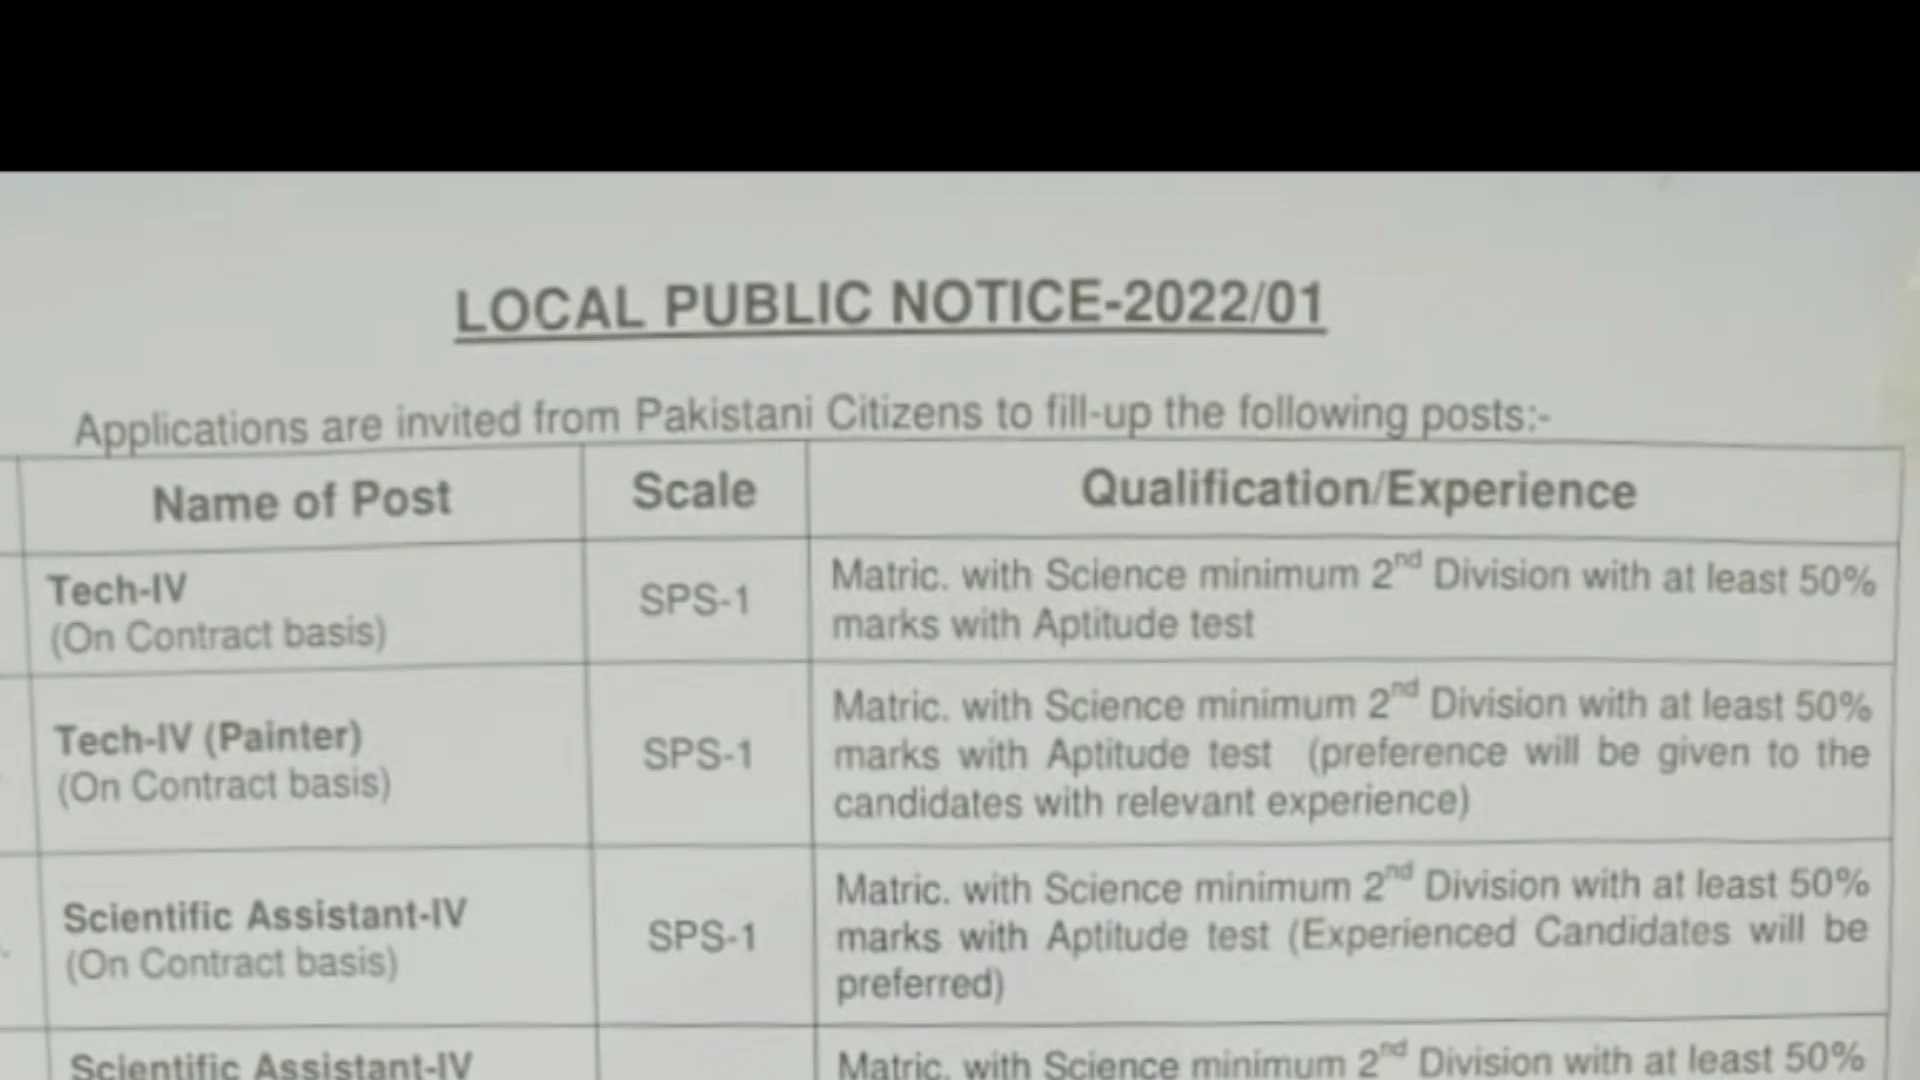 LOCAL PUBLIC NOTICE-2022/01
Applications are invited from Pakistani Citizens to fill-up the following posts:-
Name of Post
Scale
Qualification/Experience
Tech-IV
(On Contract basis)
SPS-1
Matric. with Science minimum 2nd Division with at least 50%
marks with Aptitude test
Tech-IV (Painter)
(On Contract basis)
SPS-1
Matric. with Science minimum 2nd Division with at least 50%
marks with Aptitude test (preference will be given to the
candidates with relevant experience)
Scientific Assistant-IV
(On Contract basis)
SPS-1
Matric. with Science minimum 2nd Division with at least 50%
marks with Aptitude test (Experienced Candidates will be
preferred)
Scientific Assistant-IV
Matric. with Science minimum 2nd Division with at least 50%